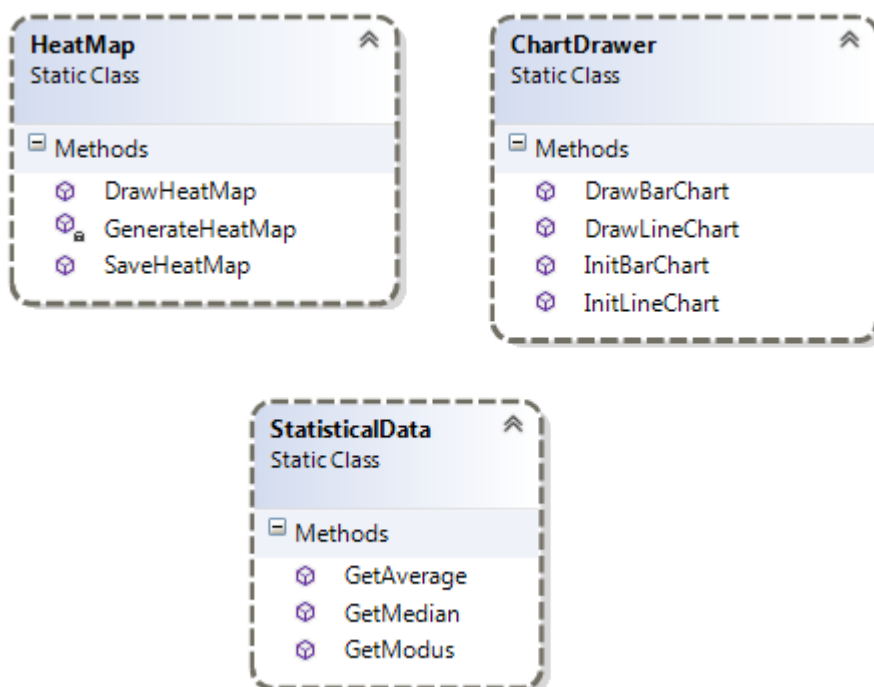 HeatMap
Static Class
Methods
DrawHeatMap
GenerateHeatMap
SaveHeatMap
ChartDrawer
Static Class
Methods
DrawBarChart
DrawLineChart
InitBarChart
InitLineChart
StatisticalData
Static Class
Methods
GetAverage
GetMedian
GetModus